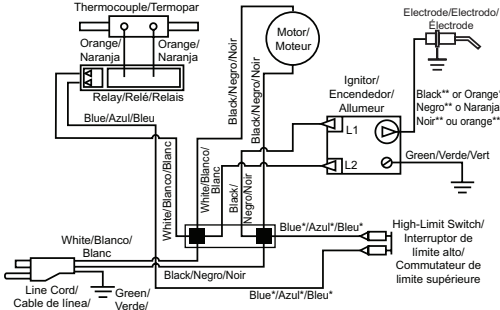 Thermocouple/Termopar
Orange/
Naranja
Orange/
Naranja
Relay/Relé/Relais
Blue/Azul/Bleu
White/Blanco/Blanc
Black/Negro/Noir
Black/Negro/Noir
Motor/
Moteur
Ignitor/
Encendedor/
Allumeur
L1
L2
Electrode/Electrodo/
Électrode
Black** or Orange*
Negro** o Naranja
Noir** ou orange**
Green/Verde/Vert
White/Blanco/
Blanc
Black/
Negro/Noir
Blue*/Azul*/Bleu*
High-Limit Switch/
Interruptor de
límite alto/
Commutateur de
limite supérieure
White/Blanco/
Blanc
Black/Negro/Noir
Line Cord/
Cable de línea/
Green/
Verde/
Blue*/Azul*/Bleu*